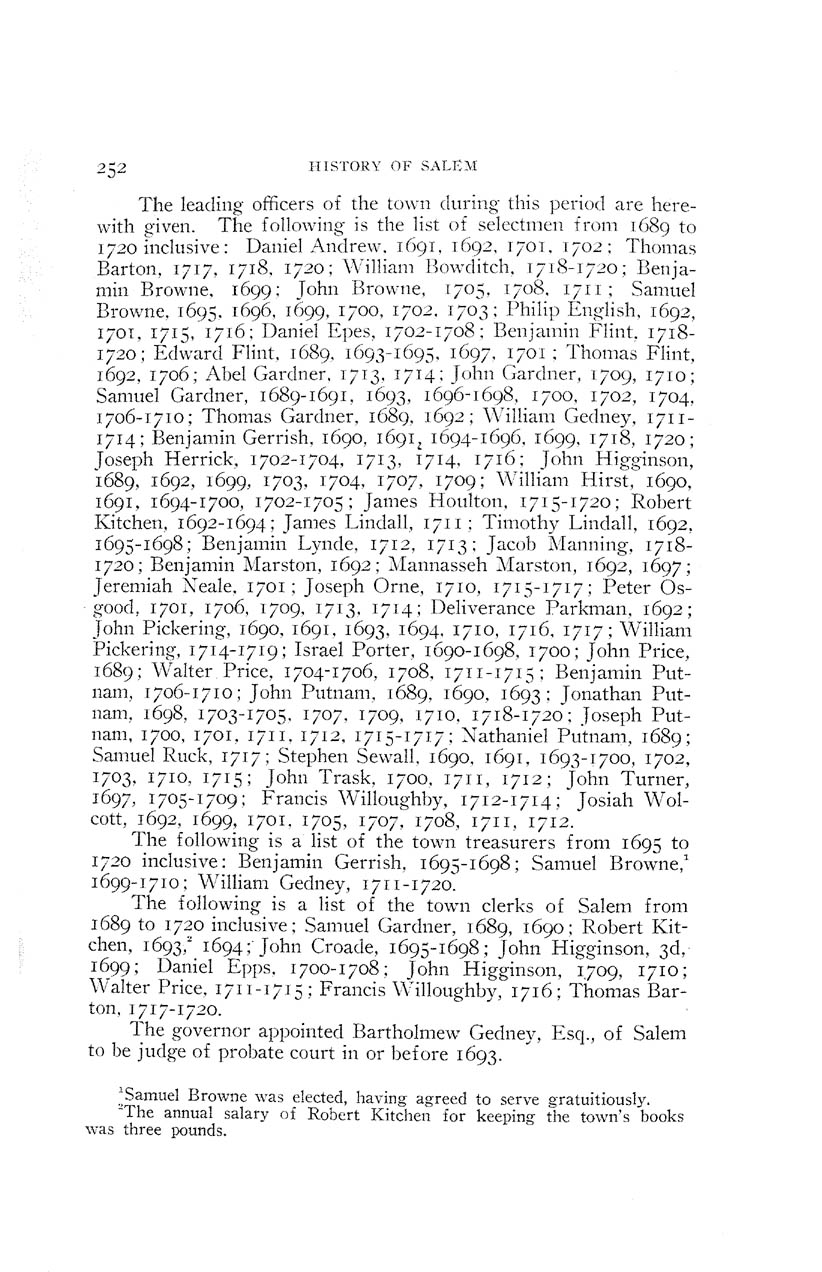 252 HISTORY OF SALEM
The leading officers of the town during this period are here-
with given. The following is the list of selectmen from 1689 to
1720 inclusive: Daniel Andrew, 1691, 1692, 1701, 1702; Thomas
Barton, 1717, 1718, 1720; William Bowditch, 1718-1720; Benja-
min Browne, 1699; John Browne, 1705, 1708, 1711; Samuel
Browne, 1695, 1696, 1699, 1700, 1702, 1703; Philip English, 1692,
1701, 1715, 1716; Daniel Epes, 1702-1708; Benjamin Flint, 1718-
1720; Edward Flint, 1689, 1693-1695, 1697, 1701; Thomas Flint,
1692, 1706; Abel Gardner, 1713, 1714; John Gardner, 1709, 1710;
Samuel Gardner, 1689-1691, 1693, 1696-1698, 1700, 1702, 1704,
1706-1710; Thomas Gardner, 1689, 1692; William Gedney, 1711-
1714; Benjamin Gerrish, 1690, 1691, 1694-1696, 1699, 1718, 1720;
Joseph Herrick, 1702-1704, 1713, 1714, 1716; John Higginson,
1689, 1692, 1699, 1703, 1704, 1707, 1709; William Hirst, 1690,
1691, 1694-1700, 1702-1705; James Houlton, 1715-1720; Robert
Kitchen, 1692-1694; James Lindall, 1711; Timothy Lindall, 1692,
1695-1698; Benjamin Lynde, 1712, 1713; Jacob Manning, 1718-
1720; Benjamin Marston, 1692; Mannasseh Marston, 1692, 1697;
Jeremiah Neale, 1701; Joseph Orne, 1710, 1715-1717; Peter Os-
good, 1701, 1706, 1709, 1713, 1714; Deliverance Parkman, 1692;
John Pickering, 1690, 1691, 1693, 1694, 1710, 1716, 1717; William
Pickering, 1714-1719; Israel Porter, 1690-1698, 1700; John Price,
1689; Walter Price, 1704-1706, 1708, 1711-1715; Benjamin Put-
nam, 1706-1710; John Putnam, 1689, 1690, 1693; Jonathan Put-
nam, 1698, 1703-1705, 1707, 1709, 1710, 1718-1720; Joseph Put-
nam, 1700, 1701, 1711, 1712, 1715-1717; Nathaniel Putnam, 1689;
Samuel Ruck, 1717; Stephen Sewall, 1690, 1691, 1693-1700, 1702,
1703, 1710, 1715; John Trask, 1700, 1711, 1712; John Turner,
1697, 1705-1709; Francis Willoughby, 1712-1714; Josiah Wol-
cott, 1692, 1699, 1701, 1705, 1707, 1708, 1711, 1712.
The following is a list of the town treasurers from 1695 to
1720 inclusive: Benjamin Gerrish, 1695-1698; Samuel Browne,¹
1699-1710; William Gedney, 1711-1720.
The following is a list of the town clerks of Salem from
1689 to 1720 inclusive; Samuel Gardner, 1689, 1690; Robert Kit-
chen, 1693,² 1694; John Croade, 1695-1698; John Higginson, 3d,
1699; Daniel Epps, 1700-1708; John Higginson, 1709, 1710;
Walter Price, 1711-1715; Francis Willoughby, 1716; Thomas Bar-
ton, 1717-1720.
The governor appointed Bartholmew Gedney, Esq., of Salem
to be judge of probate court in or before 1693.
¹Samuel Browne was elected, having agreed to serve gratuitiously.
²The annual salary of Robert Kitchen for keeping the town's books
was three pounds.